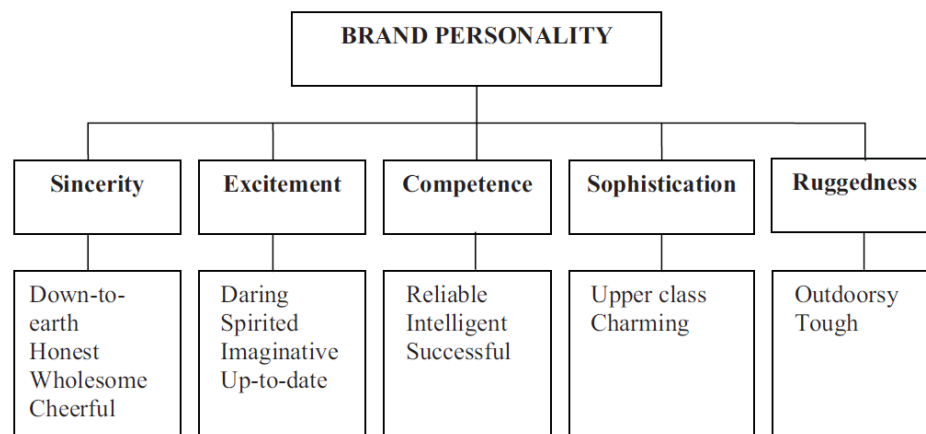 BRAND PERSONALITY
Sincerity
Excitement
Competence
Sophistication
Ruggedness
Down-to-
earth
Honest
Wholesome
Cheerful
Daring
Spirited
Imaginative
Up-to-date
Reliable
Intelligent
Successful
Upper class
Charming
Outdoorsy
Tough